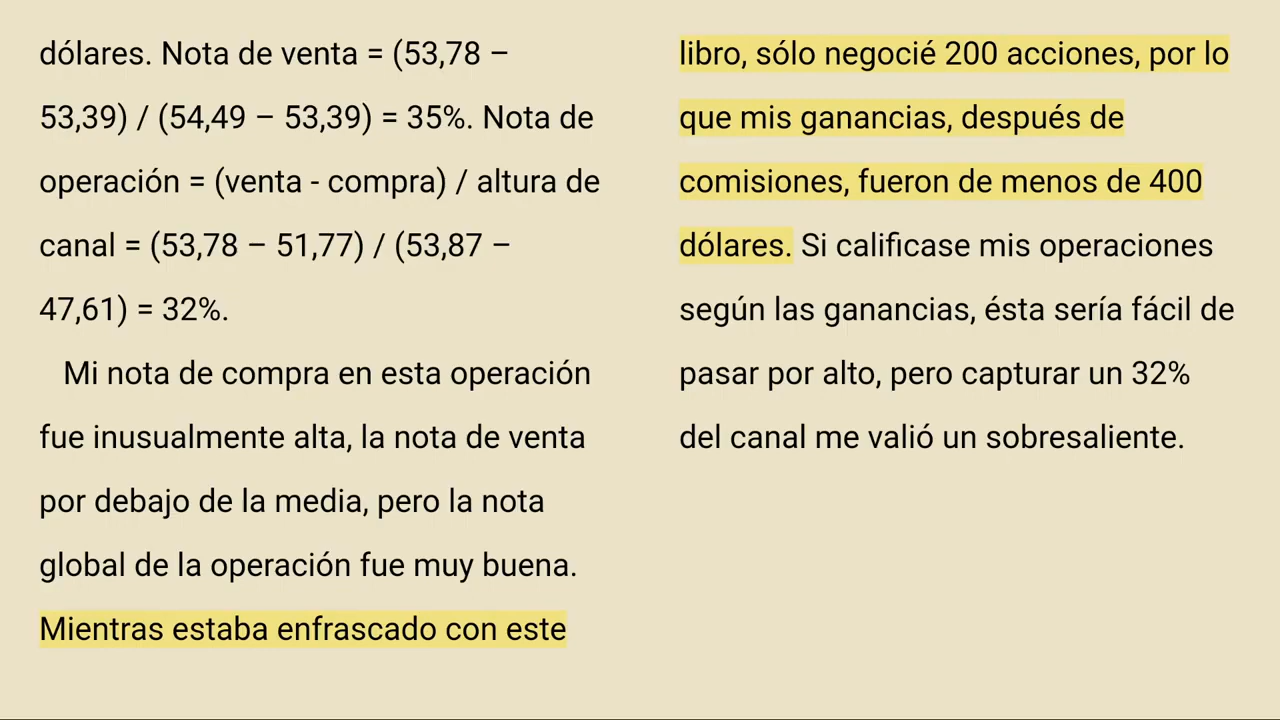 dólares. Nota de venta = (53,78 –
53,39) / (54,49 – 53,39) = 35%. Nota de
operación = (venta - compra) / altura de
canal = (53,78 – 51,77) / (53,87 –
47,61) = 32%.
Mi nota de compra en esta operación
fue inusualmente alta, la nota de venta
por debajo de la media, pero la nota
global de la operación fue muy buena.
Mientras estaba enfrascado con este
libro, sólo negocié 200 acciones, por lo
que mis ganancias, después de
comisiones, fueron de menos de 400
dólares. Si calificase mis operaciones
según las ganancias, ésta sería fácil de
pasar por alto, pero capturar un 32%
del canal me valió un sobresaliente.